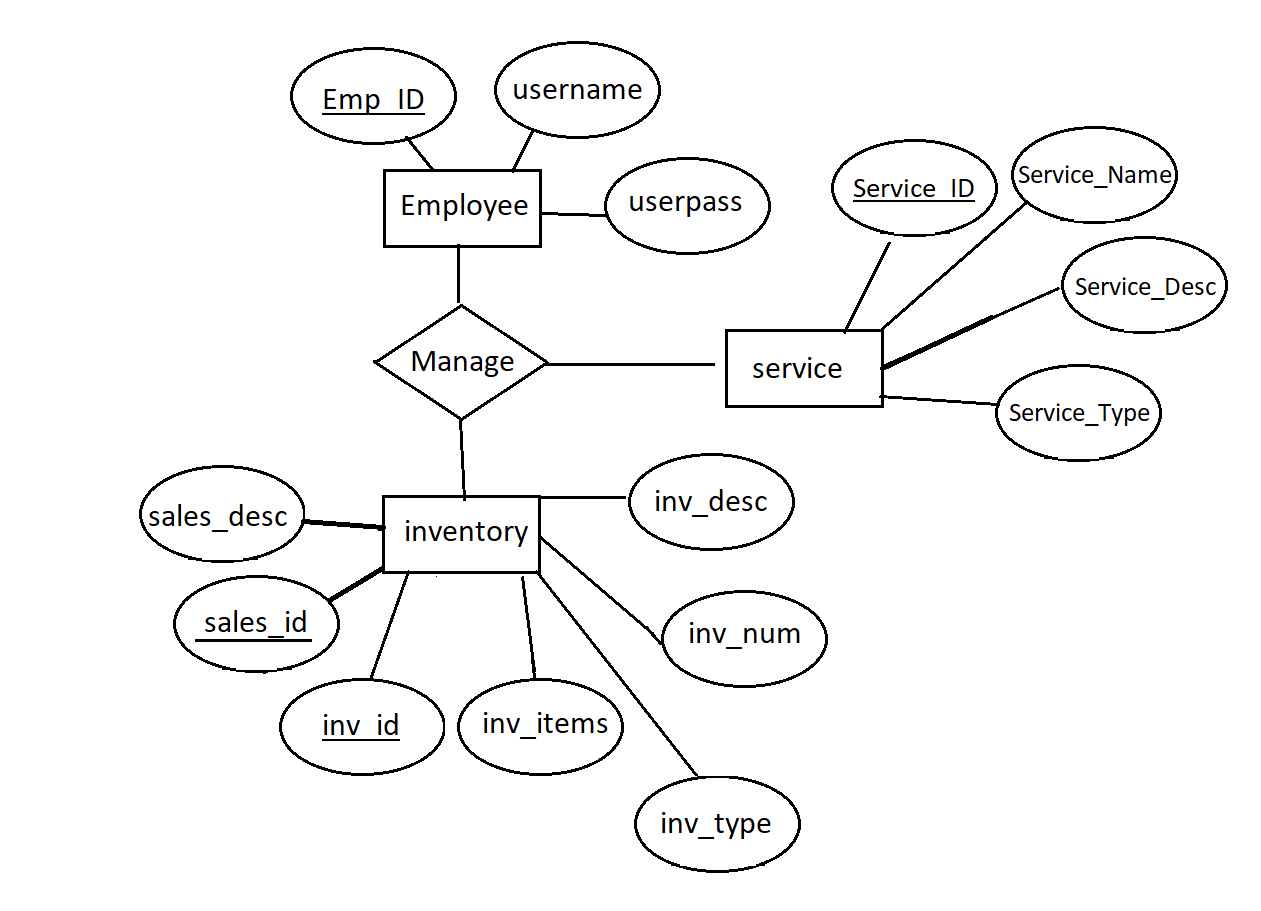 Emp_ID
username
Employee
userpass
Service_ID
Service_Name
Service_Desc
Manage
service
Service_Type
sales_desc
inventory
inv_desc
sales_id
inv_num
inv_id
inv_items
inv_type